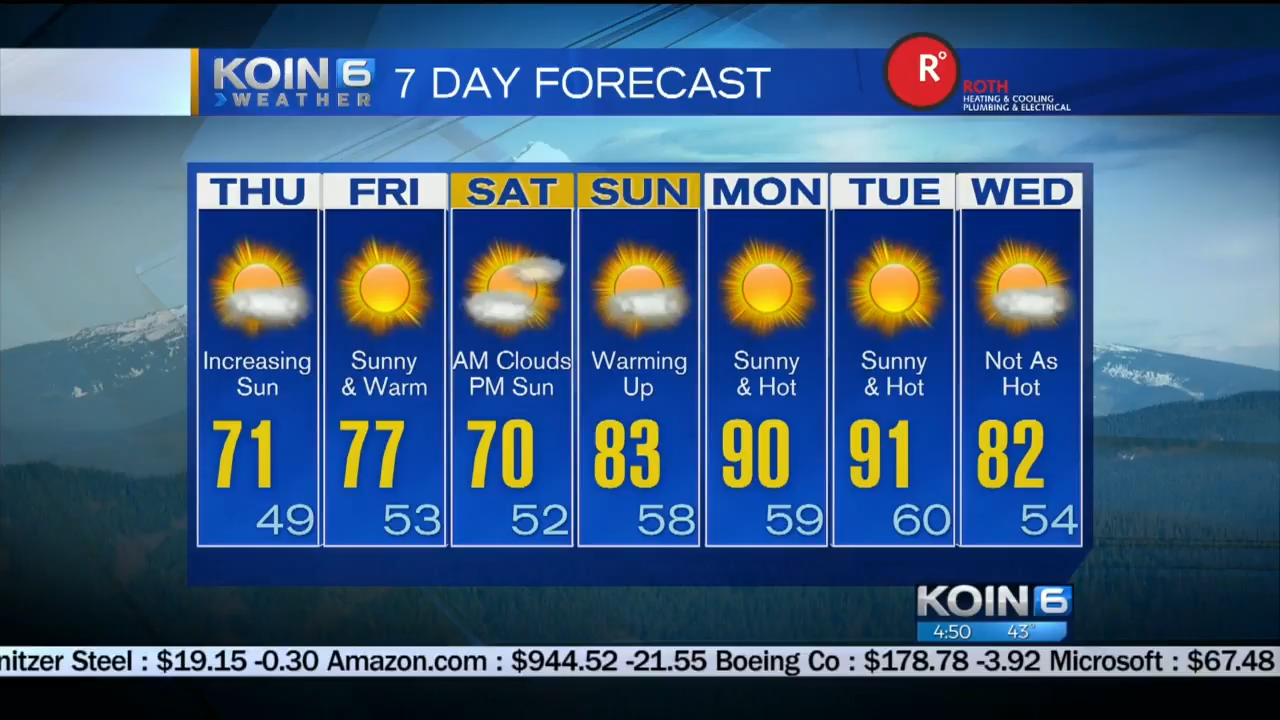 KOIN 6
WEATHER
7 DAY FORECAST
R°
ROTH
HEATING & COOLING
PLUMBING & ELECTRICAL
THU
FRI
SAT
SUN
MON
TUE
WED
Increasing
Sun
Sunny
& Warm
AM Clouds
PM Sun
Warming
Up
Sunny
& Hot
Sunny
& Hot
Not As
Hot
71
77
70
83
90
91
82
49
53
52
58
59
60
54
KOIN 6
4:50 43°
nitzer Steel : $19.15 -0.30 Amazon.com : $944.52 -21.55 Boeing Co : $178.78 -3.92 Microsoft : $67.48